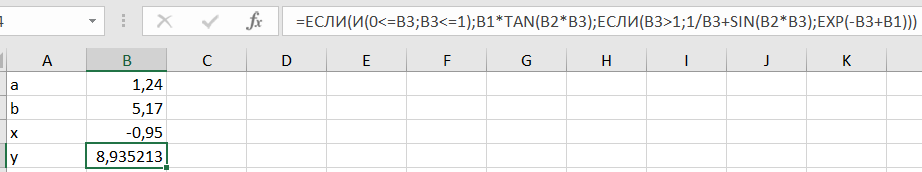 4 fx =ЕСЛИ(И(0<=B3;B3<=1);B1*TAN(B2*B3);ЕСЛИ(B3>1;1/B3+SIN(B2*B3);EXP(-B3+B1)))
A B C D E F G H I J K
a 1,24
b 5,17
x -0,95
y 8,935213